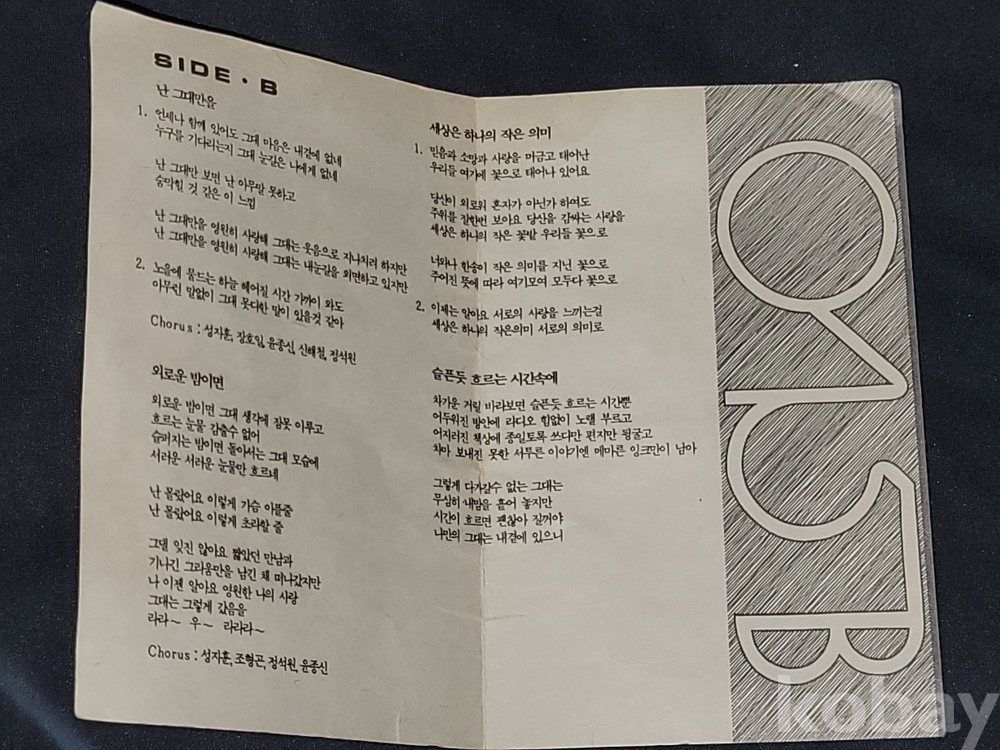 SIDE · B
난 그대만을
1. 언제나 함께 있어도 그대 마음은 내곁에 없네
누구를 기다리는지 그대 눈길은 나에게 없네
난 그대만 보면 난 아무말 못하고
숨막힐 것 같은 이 느낌
난 그대만을 영원히 사랑해 그대는 웃음으로 지나치려 하지만
난 그대만을 영원히 사랑해 그대는 내눈길을 외면하고 있지만
2. 노을에 물드는 하늘 헤어질 시간 가까이 와도
아무런 말없이 그대 못다한 말이 있을것 같아
Chorus : 성지훈, 장호일, 윤종신, 신해철, 정석원
외로운 밤이면
외로운 밤이면 그대 생각에 잠못 이루고
흐르는 눈물 감출수 없어
슬퍼지는 밤이면 돌아서는 그대 모습에
서러운 서러운 눈물만 흐르네
난 몰랐어요 이렇게 가슴 아플줄
난 몰랐어요 이렇게 초라할 줄
그댈 잊진 않아요 짧았던 만남과
기나긴 그리움만을 남긴 채 떠나갔지만
나 이젠 알아요 영원한 나의 사랑
그대는 그렇게 갔음을
라라~ 우~ 라라라~
Chorus : 성지훈, 조형곤, 정석원, 윤종신
세상은 하나의 작은 의미
1. 믿음과 소망과 사랑을 머금고 태어난
우리들 여기에 꽃으로 태어나 있어요
당신이 외로워 혼자가 아닌가 하여도
주위를 잘한번 보아요 당신을 감싸는 사랑을
세상은 하나의 작은 꽃밭 우리들 꽃으로
너와나 한송이 작은 의미를 지닌 꽃으로
주어진 뜻에 따라 여기모여 모두다 꽃으로
2. 이제는 알아요 서로의 사랑을 느끼는걸
세상은 하나의 작은의미 서로의 의미로
슬픈듯 흐르는 시간속에
차가운 거릴 바라보면 슬픈듯 흐르는 시간뿐
어두워진 방안에 라디오 힘없이 노랠 부르고
어지러진 책상에 종일토록 쓰다만 편지만 뒹굴고
차마 보내진 못한 서투른 이야기엔 메마른 잉크만이 남아
그렇게 다가갈수 없는 그대는
무심히 내맘을 흩어 놓지만
시간이 흐르면 괜찮아 질꺼야
나만의 그대는 내곁에 있으니
O15B
kobay